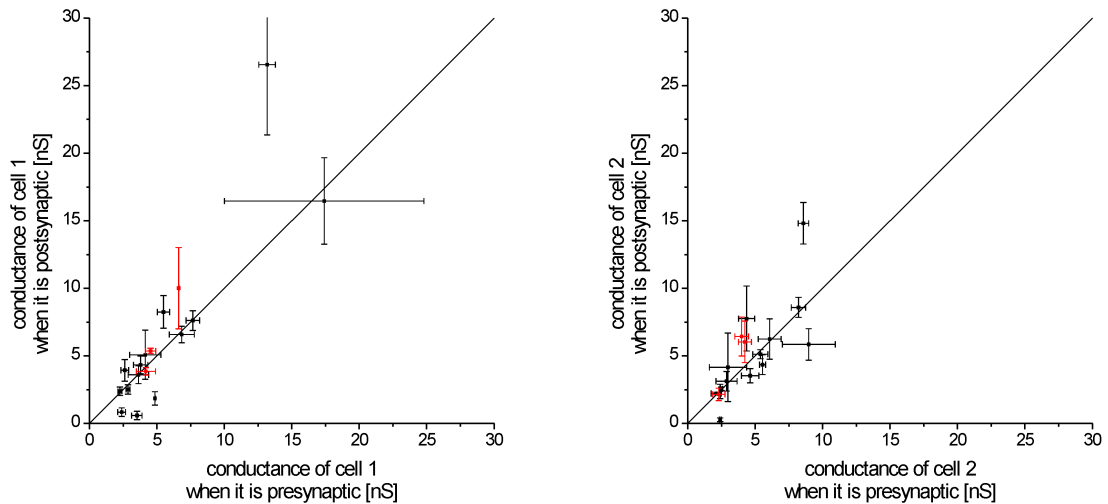 30
25
20
15
10
5
0
conductance of cell 1
when it is postsynaptic [nS]
0 5 10 15 20 25 30
conductance of cell 1
when it is presynaptic [nS]
30
25
20
15
10
5
0
conductance of cell 2
when it is postsynaptic [nS]
0 5 10 15 20 25 30
conductance of cell 2
when it is presynaptic [nS]